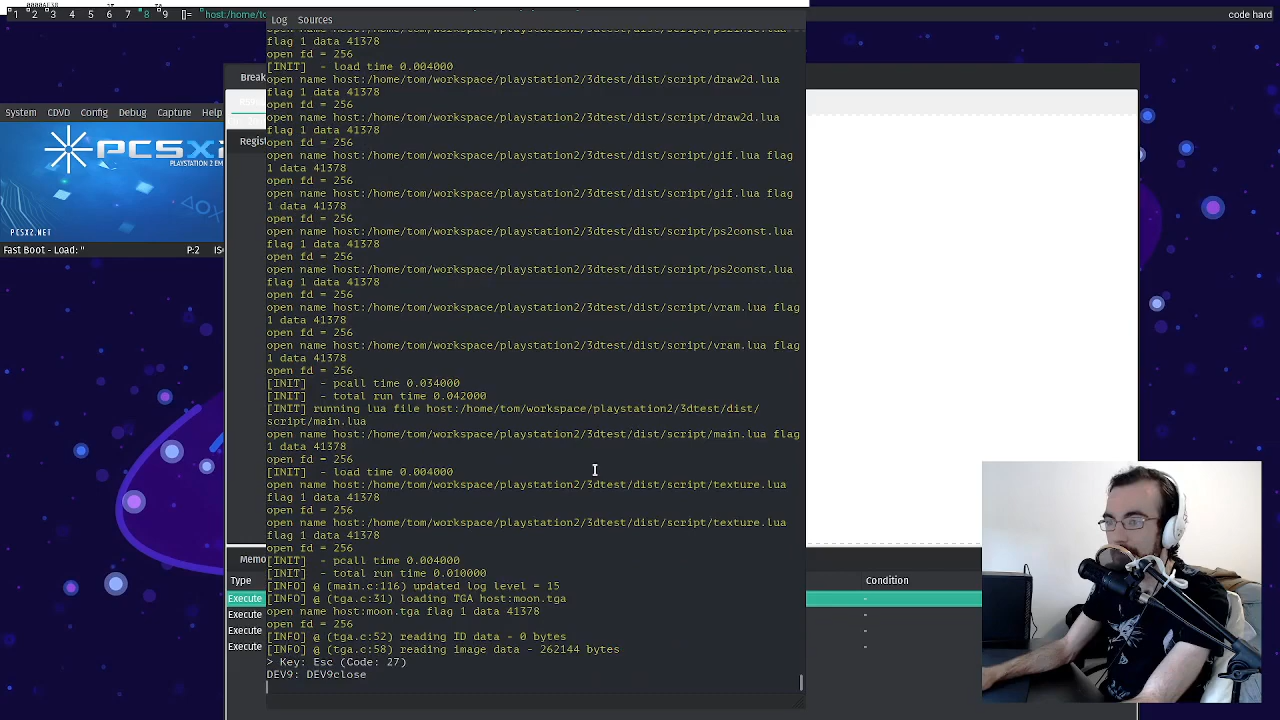 1 2 3 4 5 6 7 8 9 []= "host:/home/to
code hard
Log Sources
flag 1 data 41378
open fd = 256
[INIT]  - load time 0.004000
open name host:/home/tom/workspace/playstation2/3dtest/dist/script/draw2d.lua
flag 1 data 41378
open fd = 256
open name host:/home/tom/workspace/playstation2/3dtest/dist/script/draw2d.lua
flag 1 data 41378
open fd = 256
open name host:/home/tom/workspace/playstation2/3dtest/dist/script/gif.lua flag
1 data 41378
open fd = 256
open name host:/home/tom/workspace/playstation2/3dtest/dist/script/gif.lua flag
1 data 41378
open fd = 256
open name host:/home/tom/workspace/playstation2/3dtest/dist/script/ps2const.lua
flag 1 data 41378
open fd = 256
open name host:/home/tom/workspace/playstation2/3dtest/dist/script/ps2const.lua
flag 1 data 41378
open fd = 256
open name host:/home/tom/workspace/playstation2/3dtest/dist/script/vram.lua flag
1 data 41378
open fd = 256
open name host:/home/tom/workspace/playstation2/3dtest/dist/script/vram.lua flag
1 data 41378
open fd = 256
[INIT]  - pcall time 0.034000
[INIT]  - total run time 0.042000
[INIT] running lua file host:/home/tom/workspace/playstation2/3dtest/dist/
script/main.lua
open name host:/home/tom/workspace/playstation2/3dtest/dist/script/main.lua flag
1 data 41378
open fd = 256
[INIT]  - load time 0.004000
open name host:/home/tom/workspace/playstation2/3dtest/dist/script/texture.lua
flag 1 data 41378
open fd = 256
open name host:/home/tom/workspace/playstation2/3dtest/dist/script/texture.lua
flag 1 data 41378
open fd = 256
[INIT]  - pcall time 0.004000
[INIT]  - total run time 0.010000
[INFO] @ (main.c:116) updated log level = 15
[INFO] @ (tga.c:31) loading TGA host:moon.tga
open name host:moon.tga flag 1 data 41378
open fd = 256
[INFO] @ (tga.c:52) reading ID data - 0 bytes
[INFO] @ (tga.c:58) reading image data - 262144 bytes
> Key: Esc (Code: 27)
DEV9: DEV9close
Break
System CDVD Config Debug Capture Help
Regist
PCSX2
PLAYSTATION 2 EM
PCSX2.NET
Fast Boot - Load: '' P:2 IS
Memo
Type Condition
Execute -
Execute -
Execute -
Execute -